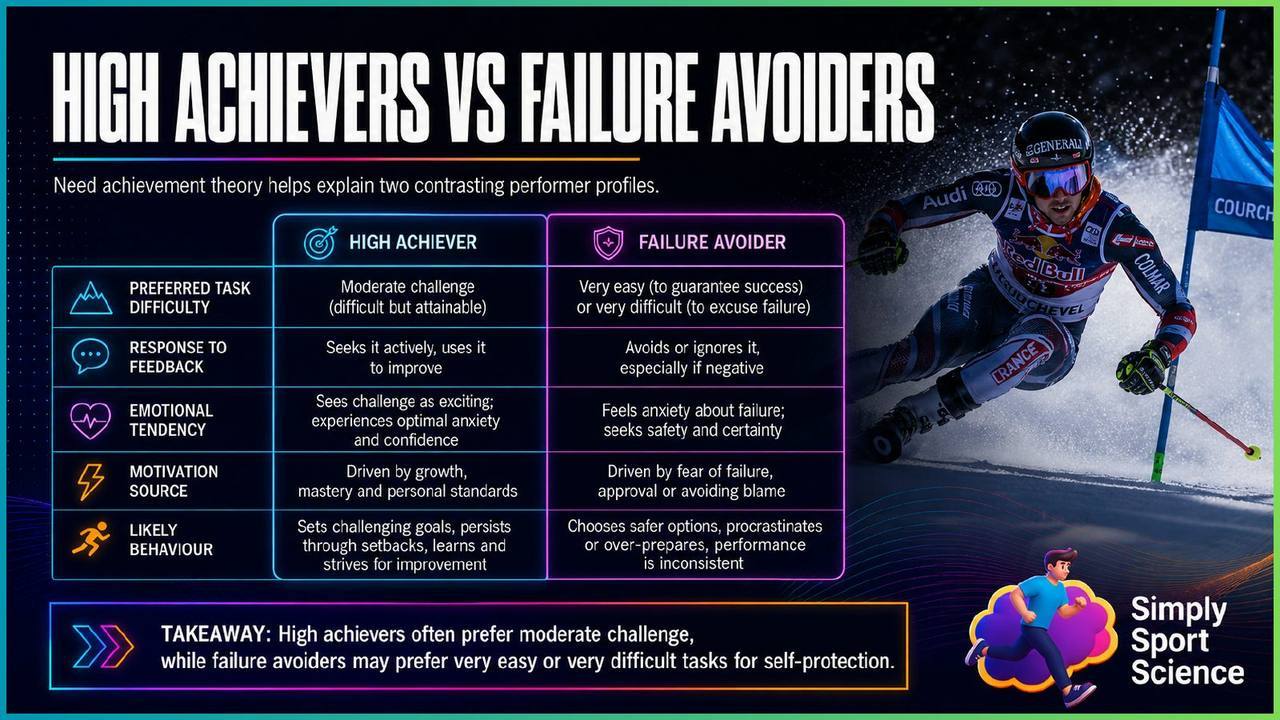 HIGH ACHIEVERS VS FAILURE AVOIDERS
Need achievement theory helps explain two contrasting performer profiles.
HIGH ACHIEVER
FAILURE AVOIDER
PREFERRED TASK
DIFFICULTY
Moderate challenge
(difficult but attainable)
Very easy (to guarantee success)
or very difficult (to excuse failure)
RESPONSE TO
FEEDBACK
Seeks it actively, uses it
to improve
Avoids or ignores it,
especially if negative
EMOTIONAL
TENDENCY
Sees challenge as exciting;
experiences optimal anxiety
and confidence
Feels anxiety about failure;
seeks safety and certainty
MOTIVATION
SOURCE
Driven by growth,
mastery and personal standards
Driven by fear of failure,
approval or avoiding blame
LIKELY
BEHAVIOUR
Sets challenging goals, persists
through setbacks, learns and
strives for improvement
Chooses safer options, procrastinates
or over-prepares, performance
is inconsistent
TAKEAWAY: High achievers often prefer moderate challenge,
while failure avoiders may prefer very easy or very difficult tasks for self-protection.
GENERALI
Audi
Red Bull
COLMAR
COURCH
FRANCE
Simply
Sport
Science